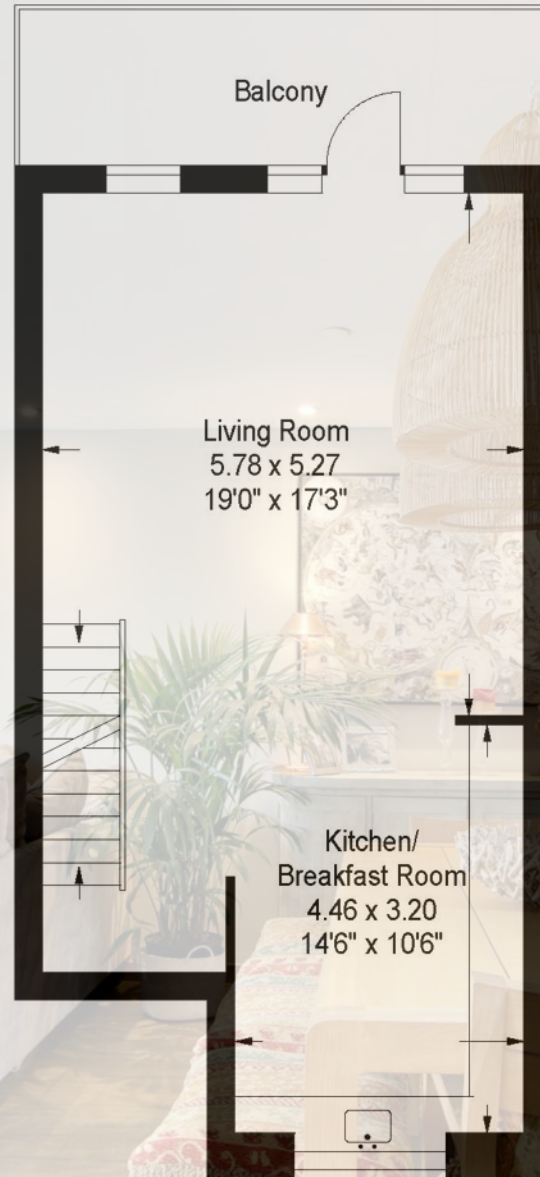 Balcony
Living Room
5.78 x 5.27
19'0" x 17'3"
Kitchen/
Breakfast Room
4.46 x 3.20
14'6" x 10'6"